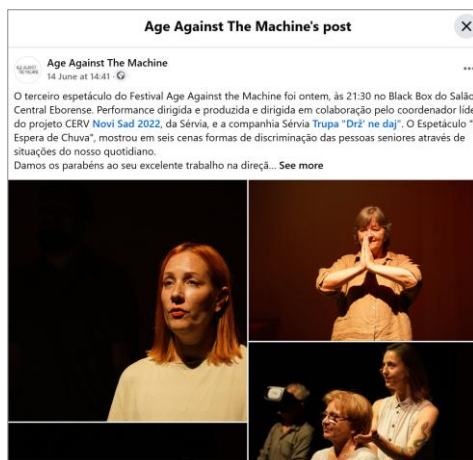 Age Against The Machine's post
Age Against The Machine
14 June at 14:41 ·
O terceiro espetáculo do Festival Age Against the Machine foi ontem, às 21:30 no Black Box do Salão
Central Eborense. Performance dirigida e produzida e dirigida em colaboração pelo coordenador líde
do projeto CERV Novi Sad 2022, da Sérvia, e a companhia Sérvia Trupa "Drž' ne daj". O Espetáculo "
Espera de Chuva", mostrou em seis cenas formas de discriminação das pessoas seniores através de
situações do nosso quotidiano.
Damos os parabéns ao seu excelente trabalho na direçã... See more